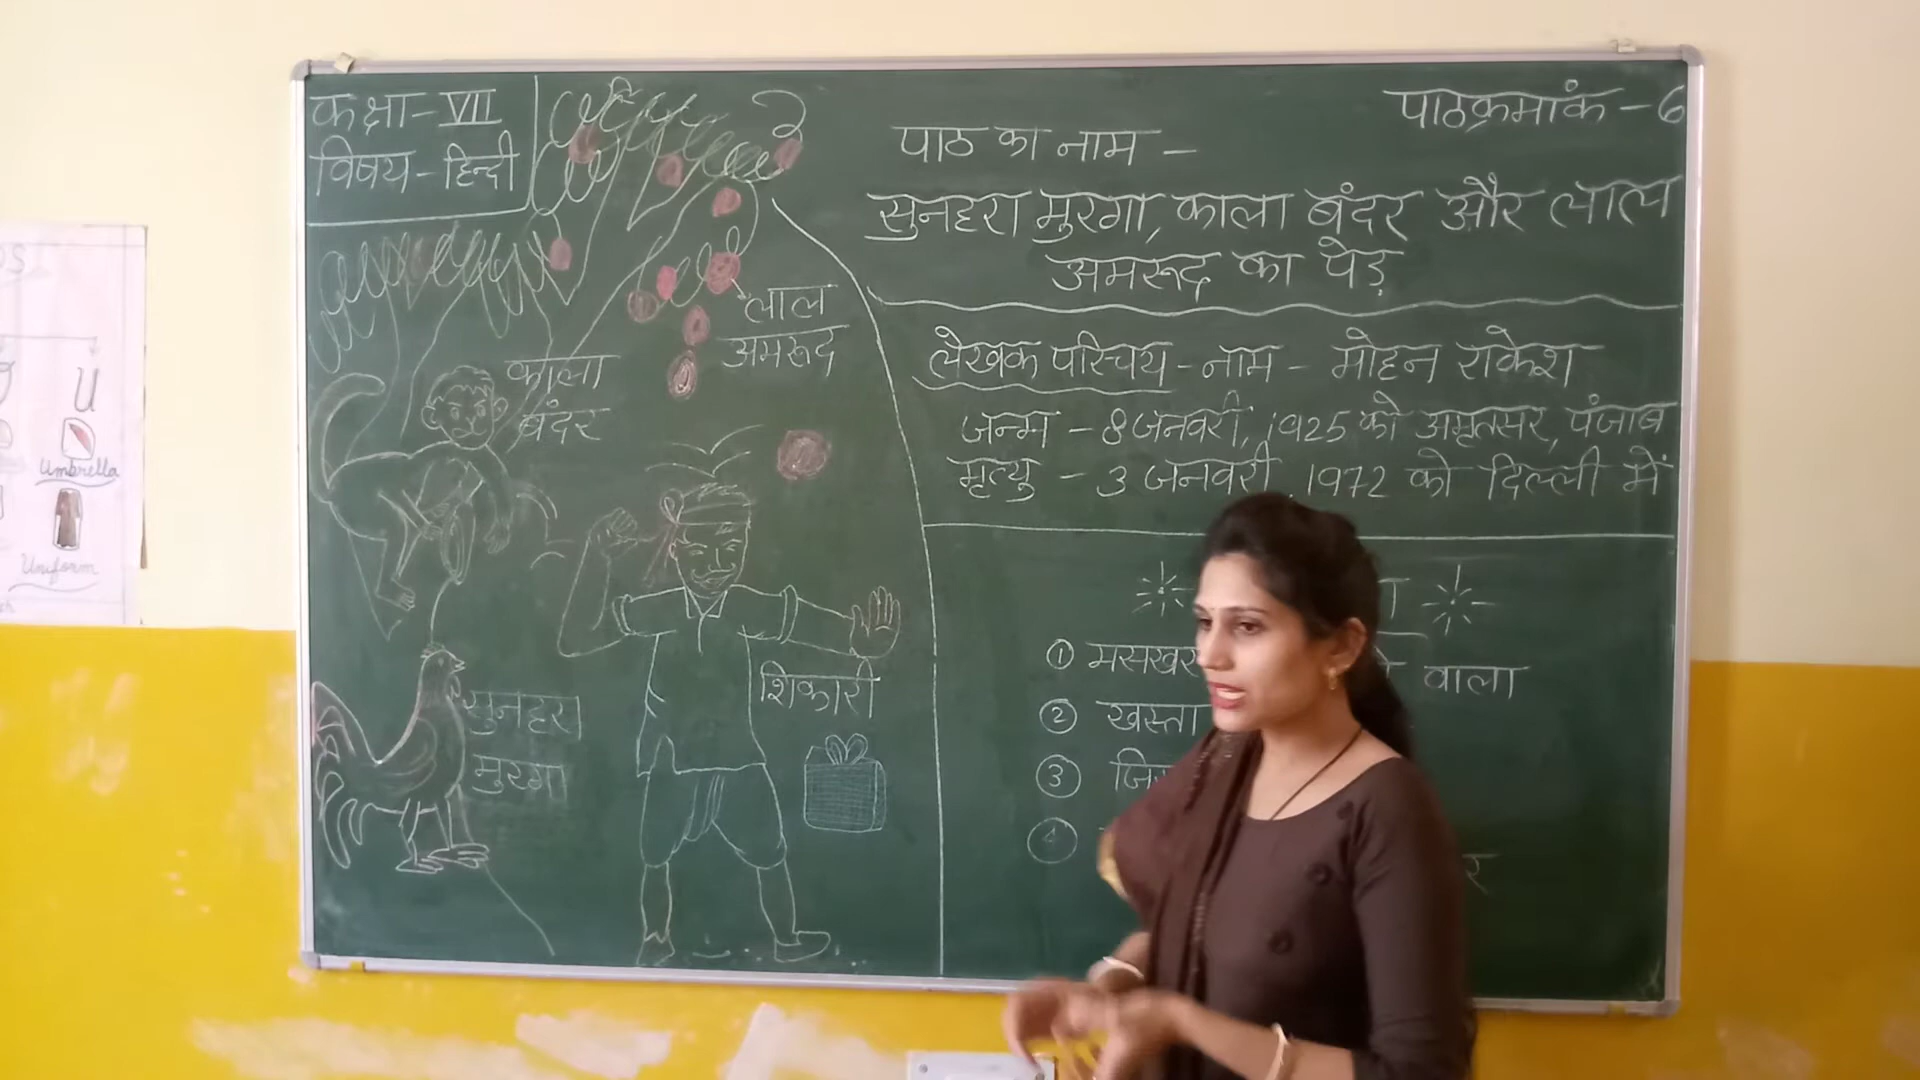 कक्षा - VII
विषय - हिन्दी
पाठक्रमांक - 6
पाठ का नाम -
सुनहरा मुरगा, काला बंदर और लाल
अमरूद का पेड़
लेखक परिचय - नाम - मोहन राकेश
जन्म - 8 जनवरी, 1925 को अमृतसर, पंजाब
मृत्यु - 3 जनवरी, 1972 को दिल्ली में
① मसखर
वाला
② खस्ता
③
④
लाल
अमरूद
काला
बंदर
शिकारी
सुनहरा
मुरगा
U
Umbrella
Uniform